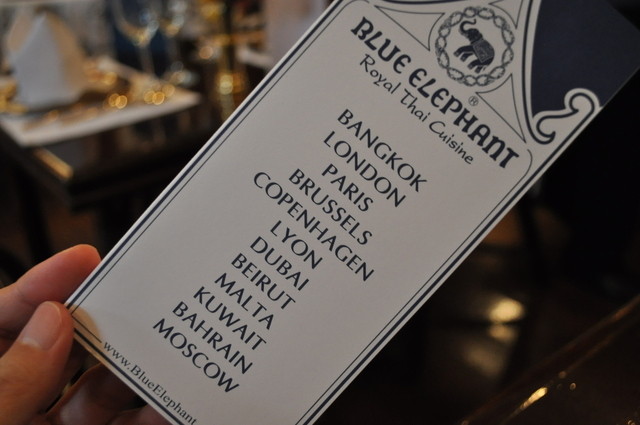 BLUE ELEPHANT®
Royal Thai Cuisine
BANGKOK
LONDON
PARIS
BRUSSELS
COPENHAGEN
LYON
DUBAI
BEIRUT
MALTA
KUWAIT
BAHRAIN
MOSCOW
www.BlueElephant